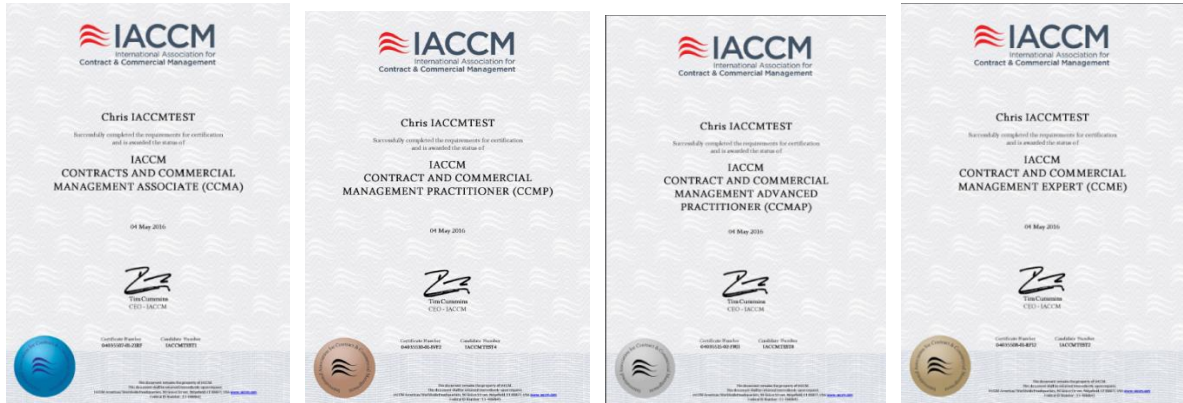 IACCM
International Association for
Contract & Commercial Management
Chris IACCMTEST
Successfully completed the requirements for certification
and is awarded the status of
IACCM
CONTRACTS AND COMMERCIAL
MANAGEMENT ASSOCIATE (CCMA)
04 May 2016
Tim Cummins
CEO - IACCM
Certificate Number
Candidate Number
IACCMTEST1
IACCM
International Association for
Contract & Commercial Management
Chris IACCMTEST
Successfully completed the requirements for certification
and is awarded the status of
IACCM
CONTRACT AND COMMERCIAL
MANAGEMENT PRACTITIONER (CCMP)
04 May 2016
Tim Cummins
CEO - IACCM
Certificate Number
Candidate Number
IACCMTEST4
IACCM
International Association for
Contract & Commercial Management
Chris IACCMTEST
Successfully completed the requirements for certification
and is awarded the status of
IACCM
CONTRACT AND COMMERCIAL
MANAGEMENT ADVANCED
PRACTITIONER (CCMAP)
04 May 2016
Tim Cummins
CEO - IACCM
Certificate Number
Candidate Number
IACCM
International Association for
Contract & Commercial Management
Chris IACCMTEST
Successfully completed the requirements for certification
and is awarded the status of
IACCM
CONTRACT AND COMMERCIAL
MANAGEMENT EXPERT (CCME)
04 May 2016
Tim Cummins
CEO - IACCM
Certificate Number
Candidate Number
IACCMTEST2